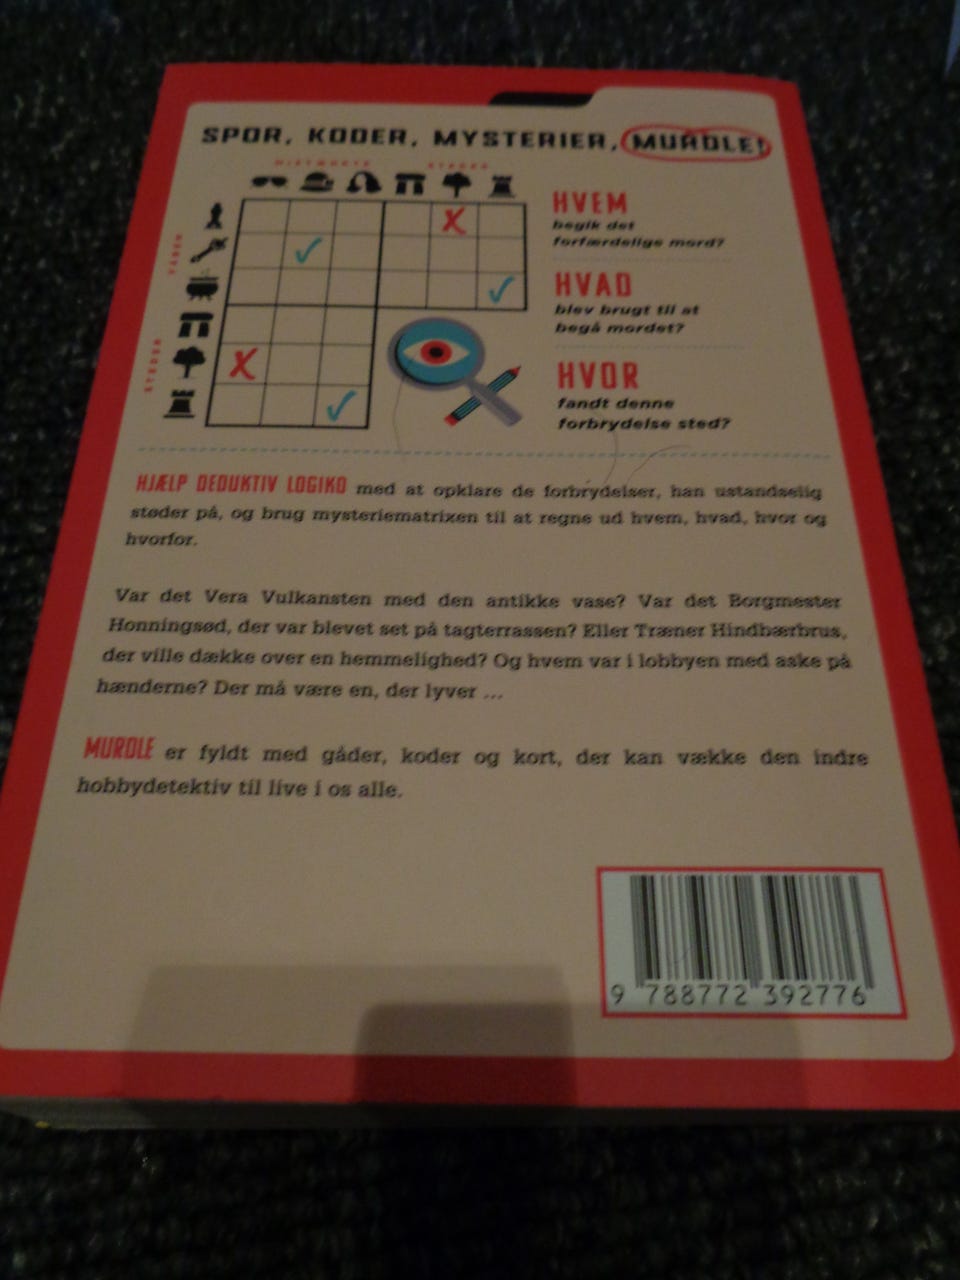 SPOR, KODER, MYSTERIER, MURDLE!
MISTÆNKTE STEDER
VÅBEN
STEDER
HVEM
begik det
forfærdelige mord?
HVAD
blev brugt til at
begå mordet?
HVOR
fandt denne
forbrydelse sted?
HJÆLP DEDUKTIV LOGIKO med at opklare de forbrydelser, han ustandselig
støder på, og brug mysteriematrixen til at regne ud hvem, hvad, hvor og
hvorfor.
Var det Vera Vulkansten med den antikke vase? Var det Borgmester
Honningsød, der var blevet set på tagterrassen? Eller Træner Hindbærbrus,
der ville dække over en hemmelighed? Og hvem var i lobbyen med aske på
hænderne? Der må være en, der lyver ...
MURDLE er fyldt med gåder, koder og kort, der kan vække den indre
hobbydetektiv til live i os alle.
9 788772 392776